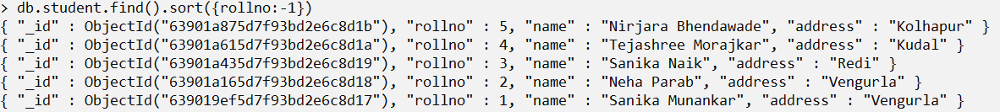 > db.student.find().sort({rollno:-1})
{ "_id" : ObjectId("63901a875d7f93bd2e6c8d1b"), "rollno" : 5, "name" : "Nirjara Bhendawade", "address" : "Kolhapur" }
{ "_id" : ObjectId("63901a615d7f93bd2e6c8d1a"), "rollno" : 4, "name" : "Tejashree Morajkar", "address" : "Kudal" }
{ "_id" : ObjectId("63901a435d7f93bd2e6c8d19"), "rollno" : 3, "name" : "Sanika Naik", "address" : "Redi" }
{ "_id" : ObjectId("63901a165d7f93bd2e6c8d18"), "rollno" : 2, "name" : "Neha Parab", "address" : "Vengurla" }
{ "_id" : ObjectId("639019ef5d7f93bd2e6c8d17"), "rollno" : 1, "name" : "Sanika Munankar", "address" : "Vengurla" }